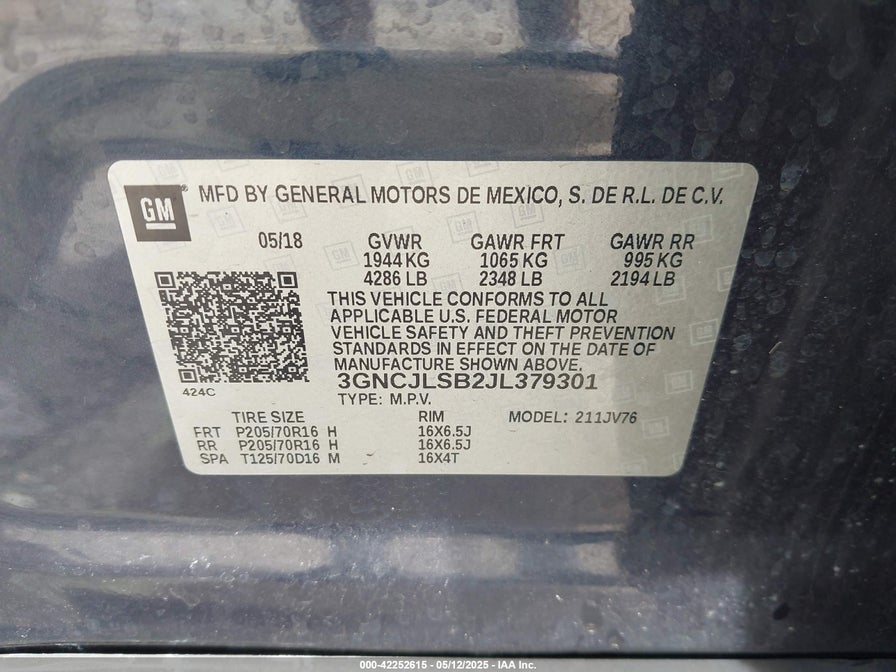 GM
MFD BY GENERAL MOTORS DE MEXICO, S. DE R.L. DE C.V.
05/18 GVWR GAWR FRT GAWR RR
1944 KG 1065 KG 995 KG
4286 LB 2348 LB 2194 LB
THIS VEHICLE CONFORMS TO ALL
APPLICABLE U.S. FEDERAL MOTOR
VEHICLE SAFETY AND THEFT PREVENTION
STANDARDS IN EFFECT ON THE DATE OF
MANUFACTURE SHOWN ABOVE.
3GNCJLSB2JL379301
424C
TYPE: M.P.V.
TIRE SIZE RIM MODEL: 211JV76
FRT P205/70R16 H 16X6.5J
RR P205/70R16 H 16X6.5J
SPA T125/70D16 M 16X4T
000-42252615 - 05/12/2025 - IAA Inc.